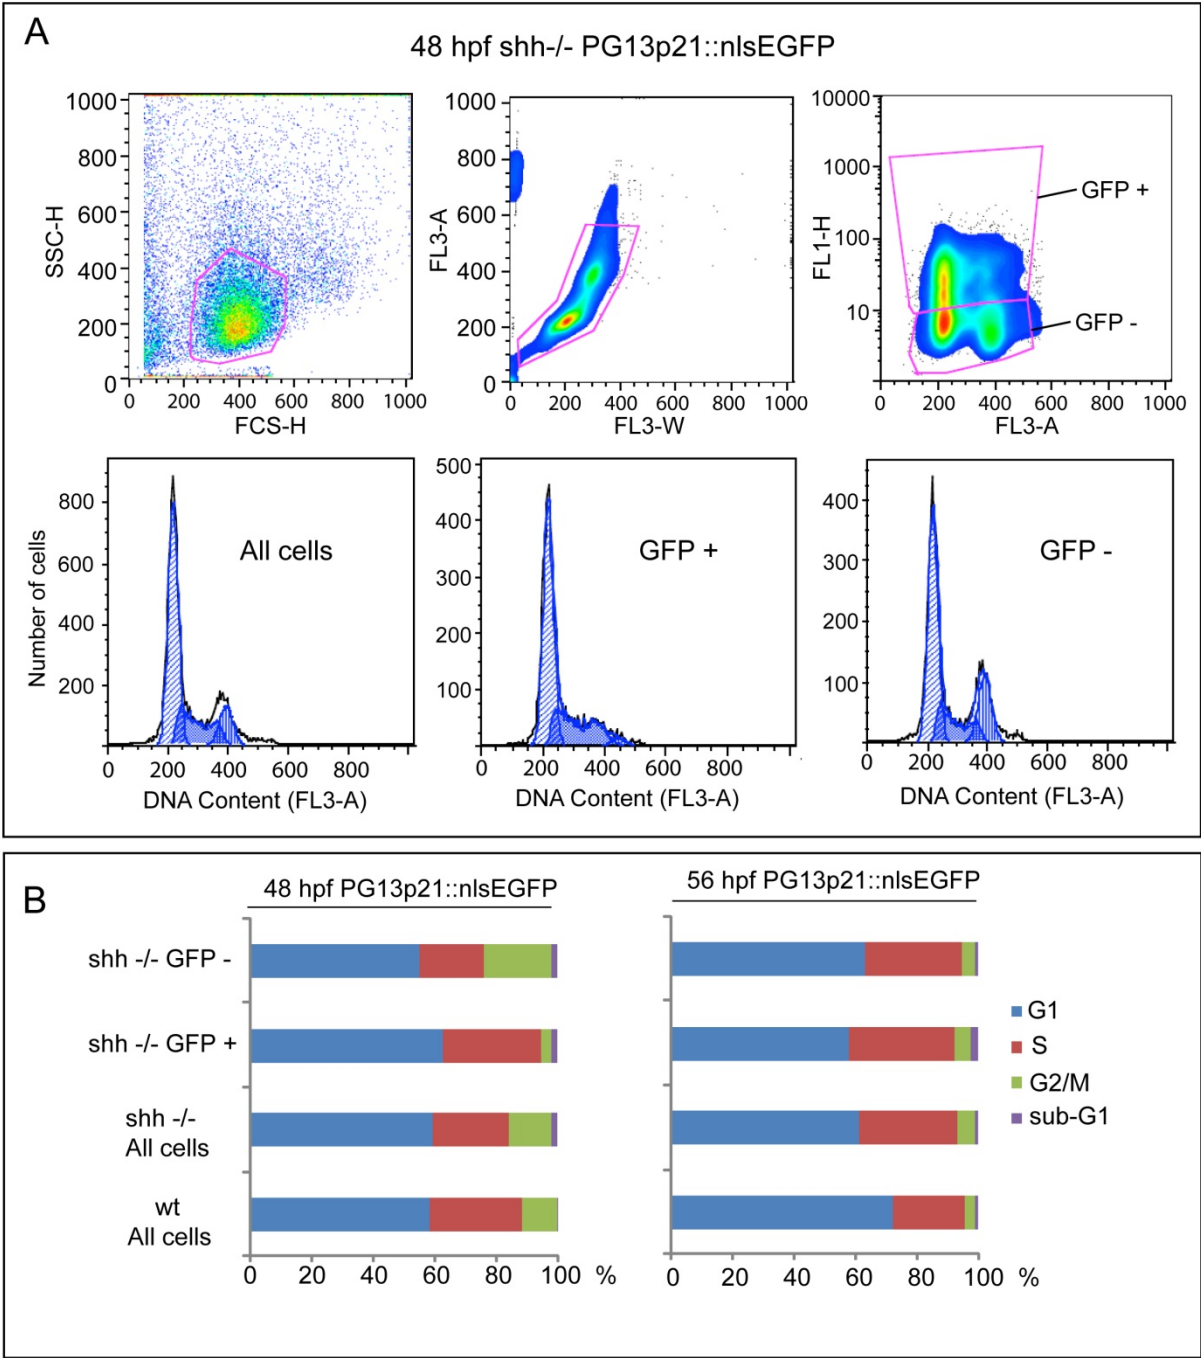 A
48 hpf shh-/- PG13p21::nlsEGFP
1000
800
600
400
200
0
SSC-H
0 200 400 600 800 1000
FCS-H
1000
800
600
400
200
0
FL3-A
0 200 400 600 800 1000
FL3-W
10000
1000
100
10
FL1-H
GFP +
GFP -
0 200 400 600 800 1000
FL3-A
800
600
400
200
Number of cells
All cells
0 200 400 600 800
DNA Content (FL3-A)
500
400
300
200
100
GFP +
0 200 400 600 800
DNA Content (FL3-A)
400
300
200
100
0
GFP -
0 200 400 600 800
DNA Content (FL3-A)
B
48 hpf PG13p21::nlsEGFP
56 hpf PG13p21::nlsEGFP
shh -/- GFP -
shh -/- GFP +
shh -/-
All cells
wt
All cells
0 20 40 60 80 100 %
0 20 40 60 80 100 %
G1
S
G2/M
sub-G1